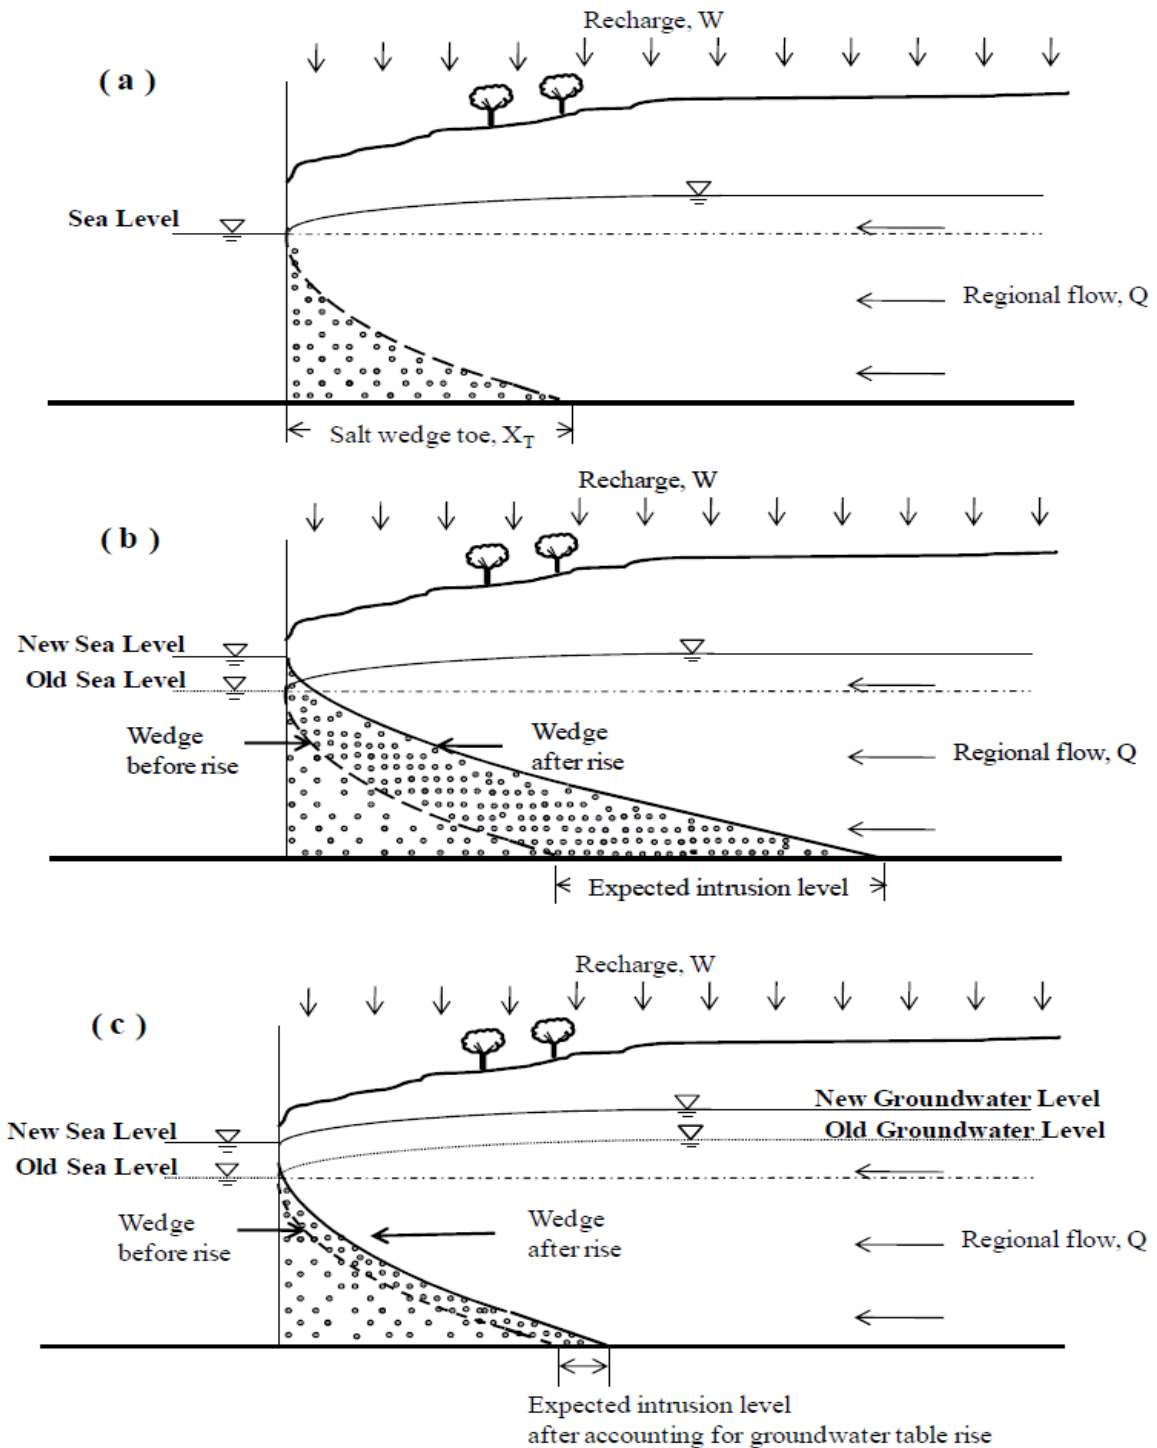 Recharge, W
( a )
Sea Level
Regional flow, Q
Salt wedge toe, X_T
Recharge, W
( b )
New Sea Level
Old Sea Level
Wedge
before rise
Wedge
after rise
Regional flow, Q
Expected intrusion level
Recharge, W
( c )
New Groundwater Level
Old Groundwater Level
New Sea Level
Old Sea Level
Wedge
before rise
Wedge
after rise
Regional flow, Q
Expected intrusion level
after accounting for groundwater table rise